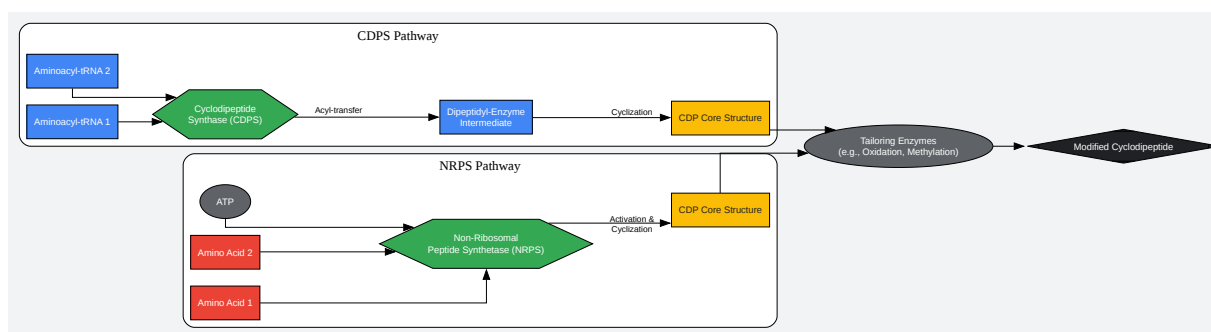 CDPS Pathway
Aminoacyl-tRNA 2
Aminoacyl-tRNA 1
Cyclodipeptide
Synthase (CDPS)
Acyl-transfer
Dipeptidyl-Enzyme
Intermediate
Cyclization
CDP Core Structure
Tailoring Enzymes
(e.g., Oxidation, Methylation)
Modified Cyclodipeptide
NRPS Pathway
ATP
Amino Acid 2
Amino Acid 1
Non-Ribosomal
Peptide Synthetase (NRPS)
Activation &
Cyclization
CDP Core Structure